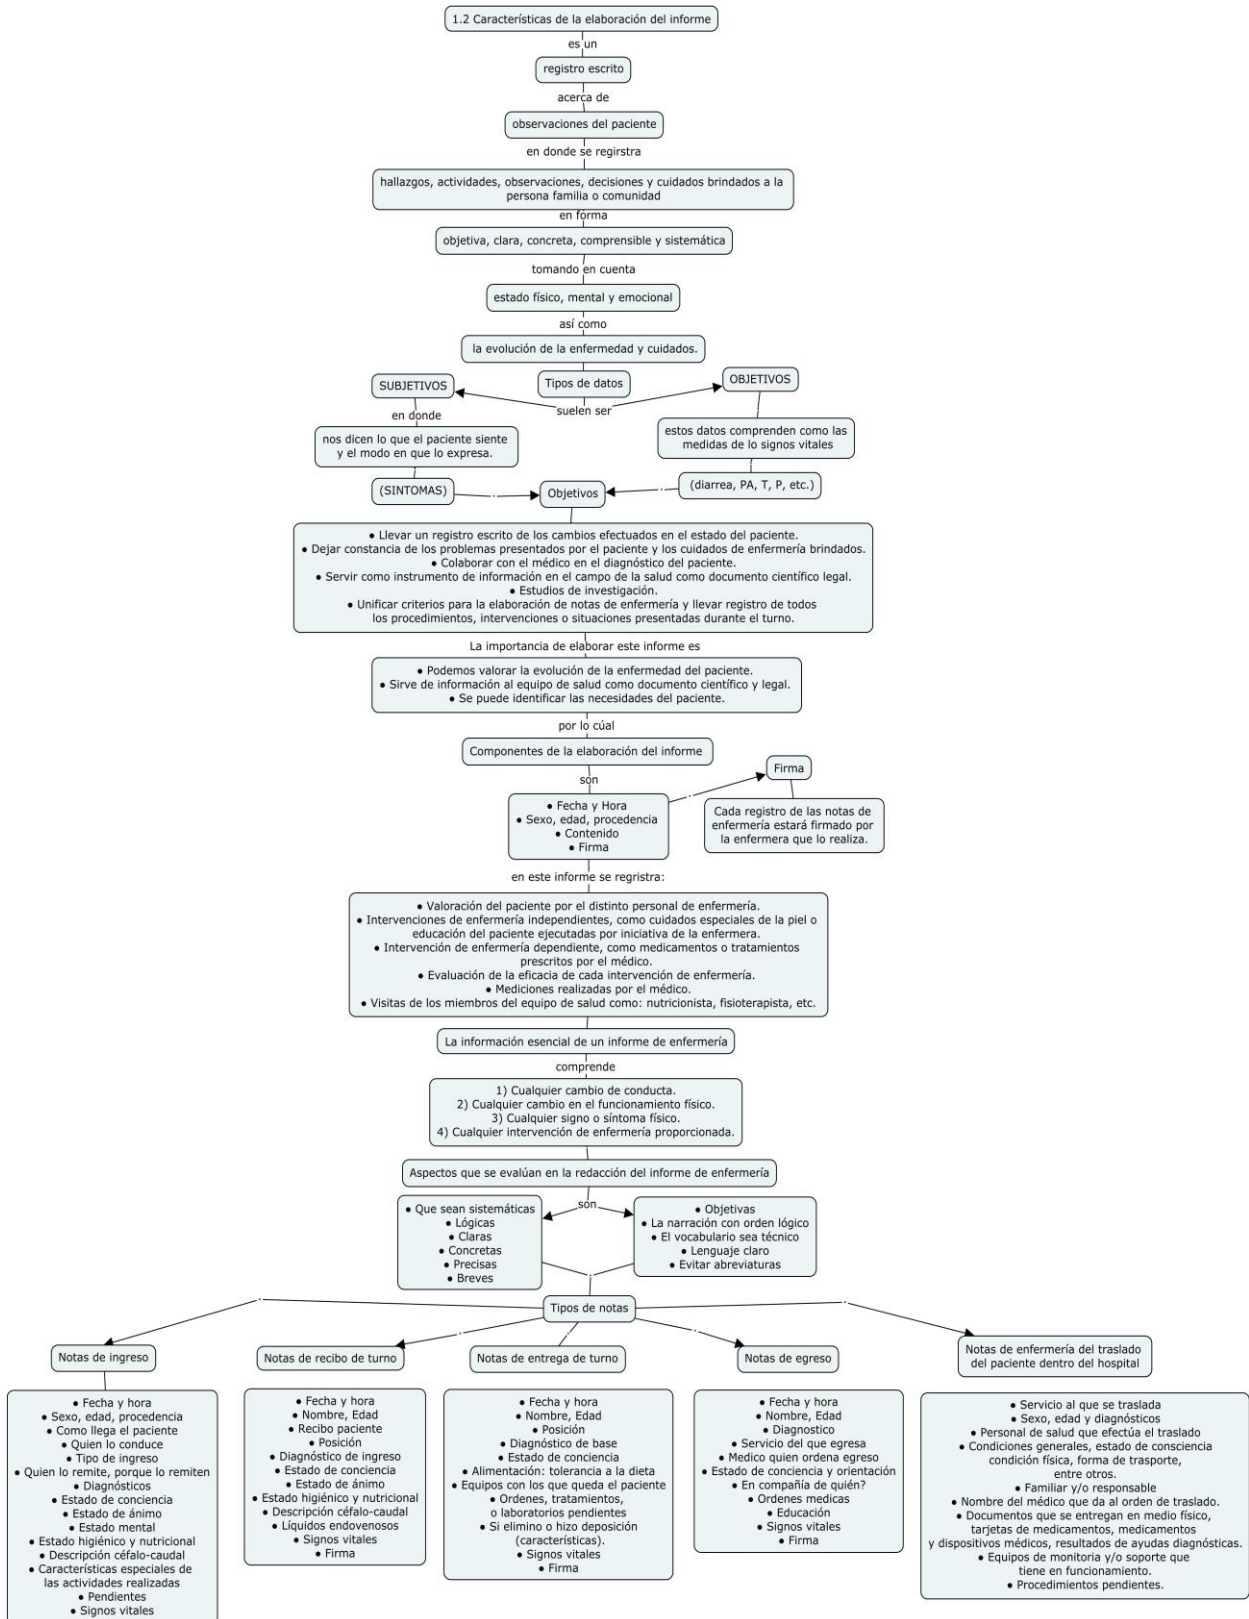 1.2 Características de la elaboración del informe
es un
registro escrito
acerca de
observaciones del paciente
en donde se regirstra
hallazgos, actividades, observaciones, decisiones y cuidados brindados a la
persona familia o comunidad
en forma
objetiva, clara, concreta, comprensible y sistemática
tomando en cuenta
estado físico, mental y emocional
así como
la evolución de la enfermedad y cuidados.
Tipos de datos
suelen ser
SUBJETIVOS
en donde
nos dicen lo que el paciente siente
y el modo en que lo expresa.
(SINTOMAS)
OBJETIVOS
estos datos comprenden como las
medidas de lo signos vitales
(diarrea, PA, T, P, etc.)
Objetivos
● Llevar un registro escrito de los cambios efectuados en el estado del paciente.
● Dejar constancia de los problemas presentados por el paciente y los cuidados de enfermería brindados.
● Colaborar con el médico en el diagnóstico del paciente.
● Servir como instrumento de información en el campo de la salud como documento científico legal.
● Estudios de investigación.
● Unificar criterios para la elaboración de notas de enfermería y llevar registro de todos
los procedimientos, intervenciones o situaciones presentadas durante el turno.
La importancia de elaborar este informe es
● Podemos valorar la evolución de la enfermedad del paciente.
● Sirve de información al equipo de salud como documento científico y legal.
● Se puede identificar las necesidades del paciente.
por lo cúal
Componentes de la elaboración del informe
son
● Fecha y Hora
● Sexo, edad, procedencia
● Contenido
● Firma
Firma
Cada registro de las notas de
enfermería estará firmado por
la enfermera que lo realiza.
en este informe se regristra:
● Valoración del paciente por el distinto personal de enfermería.
● Intervenciones de enfermería independientes, como cuidados especiales de la piel o
educación del paciente ejecutadas por iniciativa de la enfermera.
● Intervención de enfermería dependiente, como medicamentos o tratamientos
prescritos por el médico.
● Evaluación de la eficacia de cada intervención de enfermería.
● Mediciones realizadas por el médico.
● Visitas de los miembros del equipo de salud como: nutricionista, fisioterapista, etc.
La información esencial de un informe de enfermería
comprende
1) Cualquier cambio de conducta.
2) Cualquier cambio en el funcionamiento físico.
3) Cualquier signo o síntoma físico.
4) Cualquier intervención de enfermería proporcionada.
Aspectos que se evalúan en la redacción del informe de enfermería
son
● Que sean sistemáticas
● Lógicas
● Claras
● Concretas
● Precisas
● Breves
● Objetivas
● La narración con orden lógico
● El vocabulario sea técnico
● Lenguaje claro
● Evitar abreviaturas
Tipos de notas
Notas de ingreso
● Fecha y hora
● Sexo, edad, procedencia
● Como llega el paciente
● Quien lo conduce
● Tipo de ingreso
● Quien lo remite, porque lo remiten
● Diagnósticos
● Estado de conciencia
● Estado de ánimo
● Estado mental
● Estado higiénico y nutricional
● Descripción céfalo-caudal
● Características especiales de
las actividades realizadas
● Pendientes
● Signos vitales
Notas de recibo de turno
● Fecha y hora
● Nombre, Edad
● Recibo paciente
● Posición
● Diagnóstico de ingreso
● Estado de conciencia
● Estado de ánimo
● Estado higiénico y nutricional
● Descripción céfalo-caudal
● Líquidos endovenosos
● Signos vitales
● Firma
Notas de entrega de turno
● Fecha y hora
● Nombre, Edad
● Posición
● Diagnóstico de base
● Estado de conciencia
● Alimentación: tolerancia a la dieta
● Equipos con los que queda el paciente
● Ordenes, tratamientos,
o laboratorios pendientes
● Si elimino o hizo deposición
(características).
● Signos vitales
● Firma
Notas de egreso
● Fecha y hora
● Nombre, Edad
● Diagnostico
● Servicio del que egresa
● Medico quien ordena egreso
● Estado de conciencia y orientación
● En compañía de quién?
● Ordenes medicas
● Educación
● Signos vitales
● Firma
Notas de enfermería del traslado
del paciente dentro del hospital
● Servicio al que se traslada
● Sexo, edad y diagnósticos
● Personal de salud que efectúa el traslado
● Condiciones generales, estado de consciencia
condición física, forma de trasporte,
entre otros.
● Familiar y/o responsable
● Nombre del médico que da al orden de traslado.
● Documentos que se entregan en medio físico,
tarjetas de medicamentos, medicamentos
y dispositivos médicos, resultados de ayudas diagnósticas.
● Equipos de monitoria y/o soporte que
tiene en funcionamiento.
● Procedimientos pendientes.